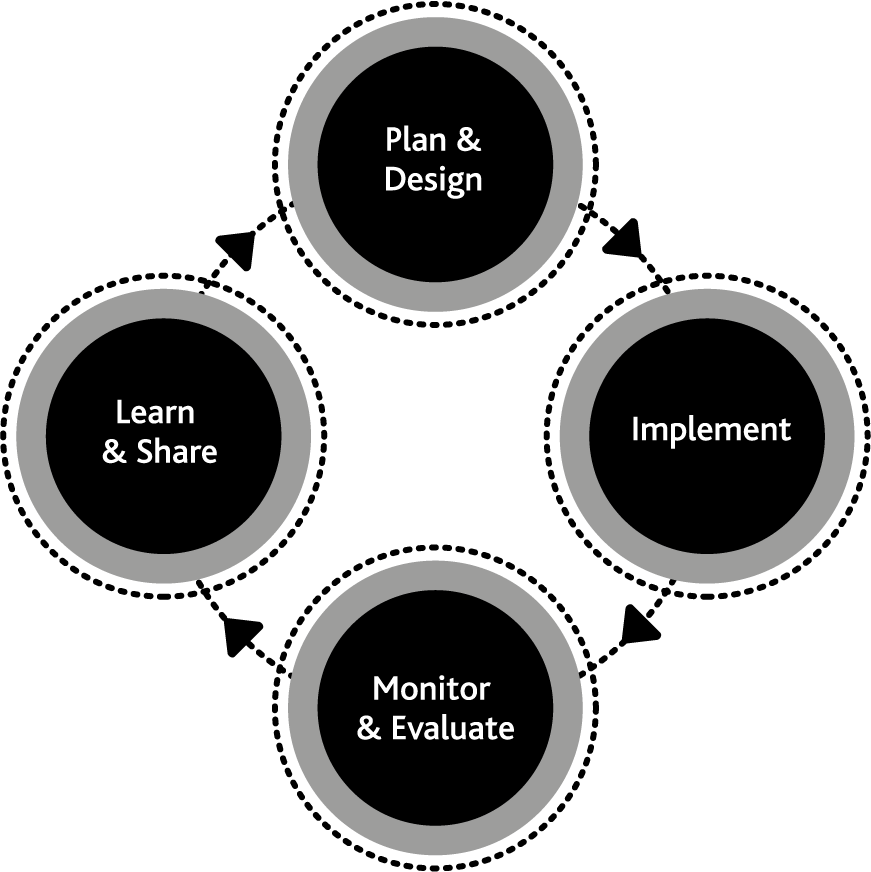 Plan &
Design
Implement
Monitor
& Evaluate
Learn
& Share